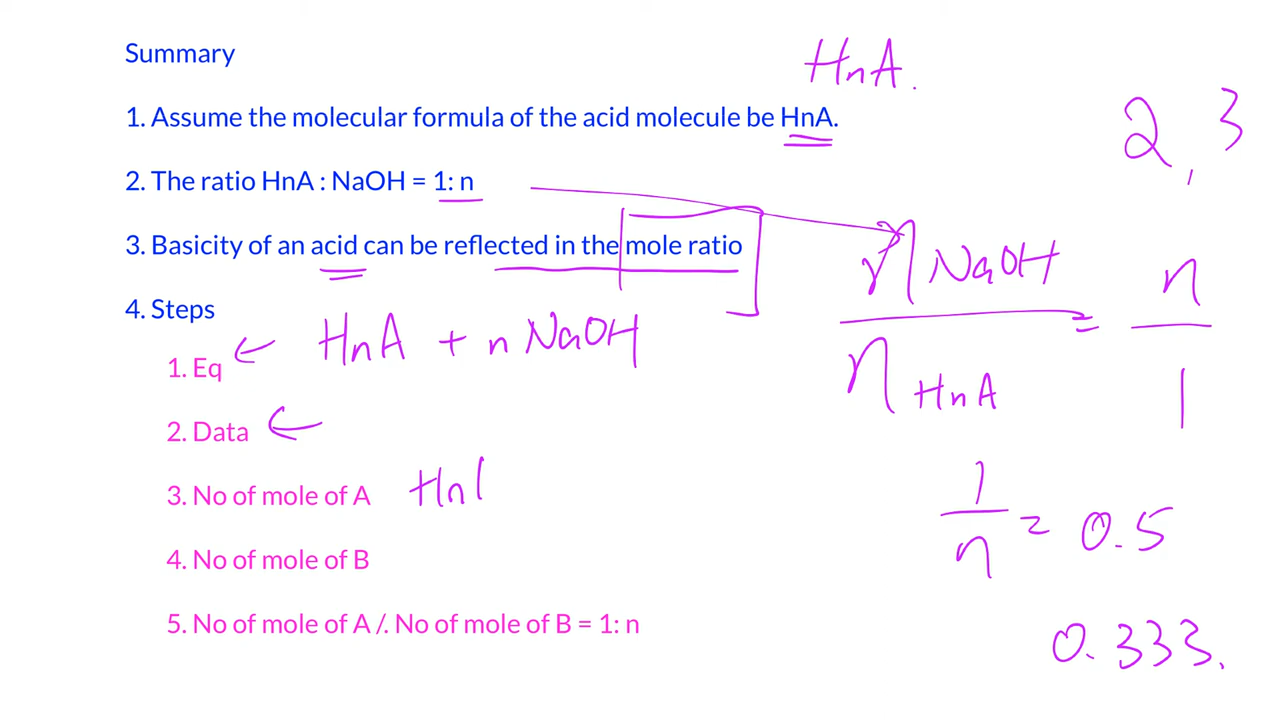 Summary
HnA.
1. Assume the molecular formula of the acid molecule be HnA.
2, 3
2. The ratio HnA : NaOH = 1: n
3. Basicity of an acid can be reflected in the mole ratio
n NaOH / n HnA = n / 1
4. Steps
HnA + n NaOH
1. Eq
2. Data
3. No of mole of A
Hn
1 / n = 0.5
4. No of mole of B
5. No of mole of A /. No of mole of B = 1: n
0.333.